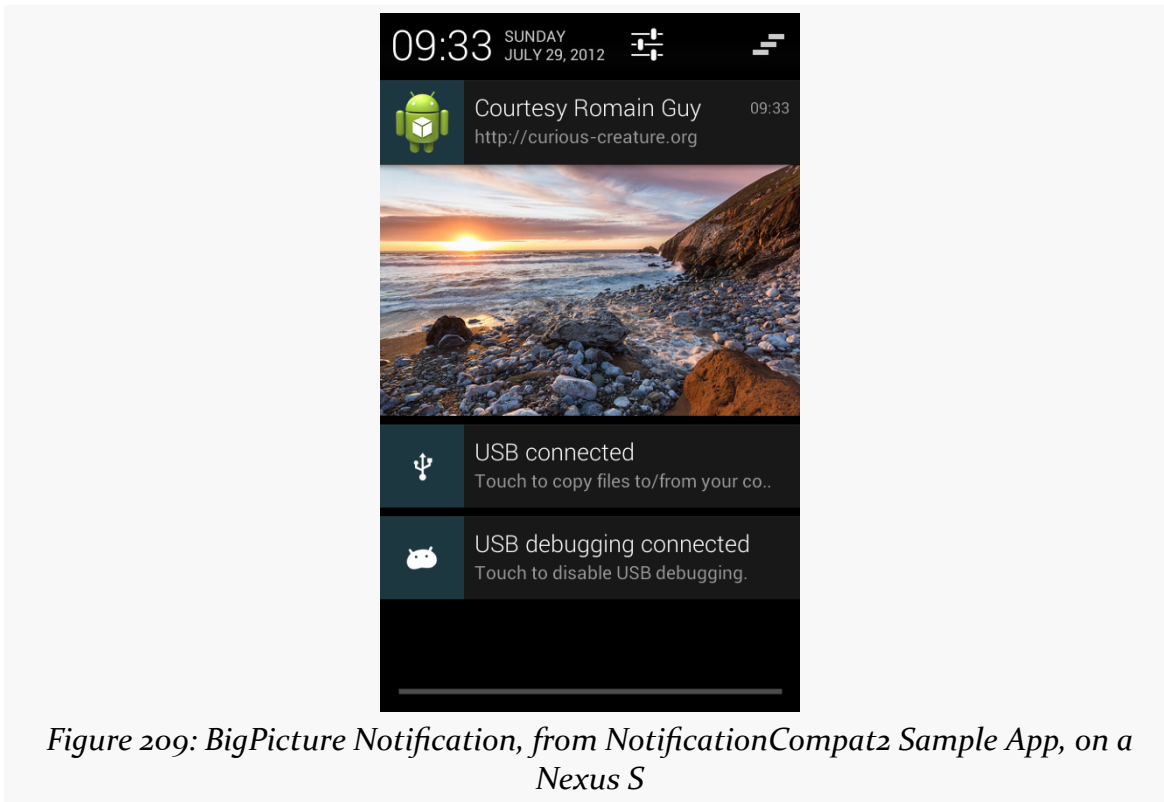 09:33 SUNDAY
JULY 29, 2012
Courtesy Romain Guy 09:33
http://curious-creature.org
USB connected
Touch to copy files to/from your co..
USB debugging connected
Touch to disable USB debugging.
Figure 209: BigPicture Notification, from NotificationCompat2 Sample App, on a
Nexus S